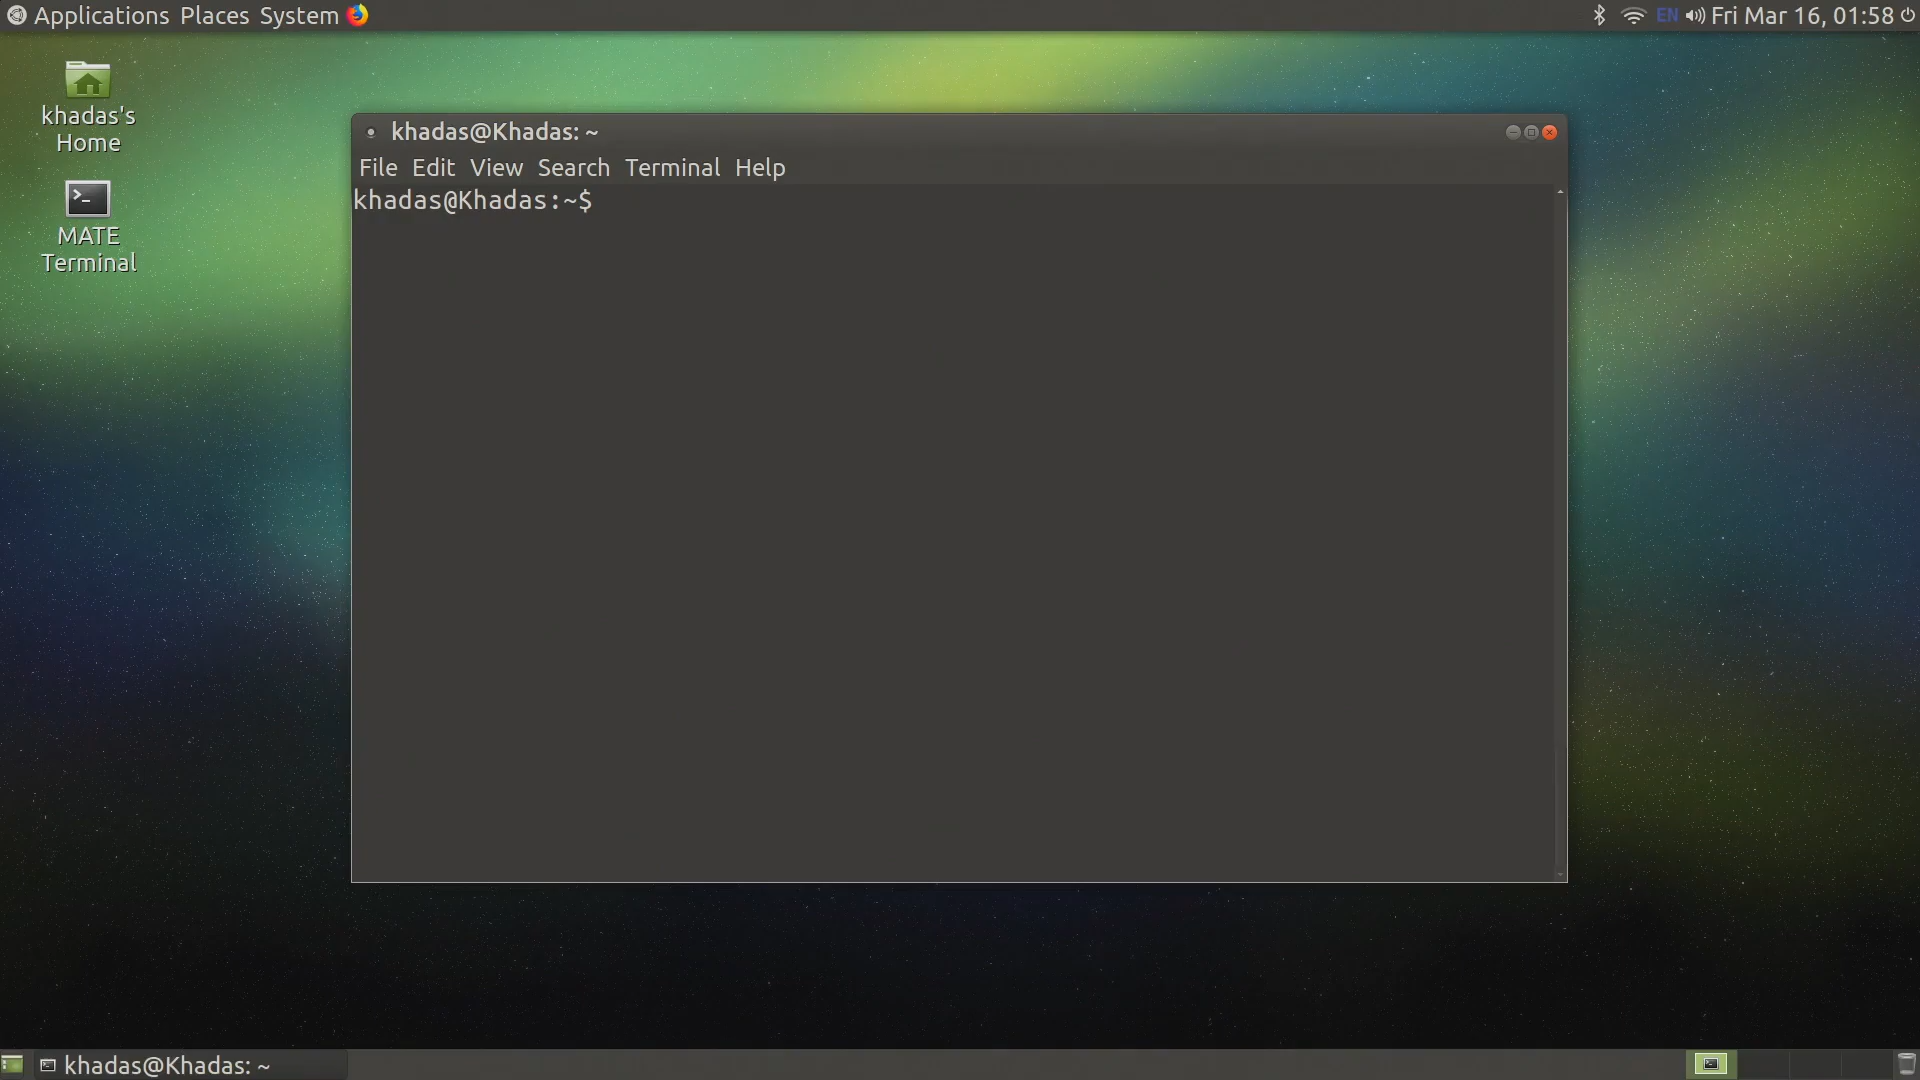 Applications Places System
EN Fri Mar 16, 01:58
khadas's
Home
MATE
Terminal
khadas@Khadas: ~
File Edit View Search Terminal Help
khadas@Khadas:~$
khadas@Khadas: ~